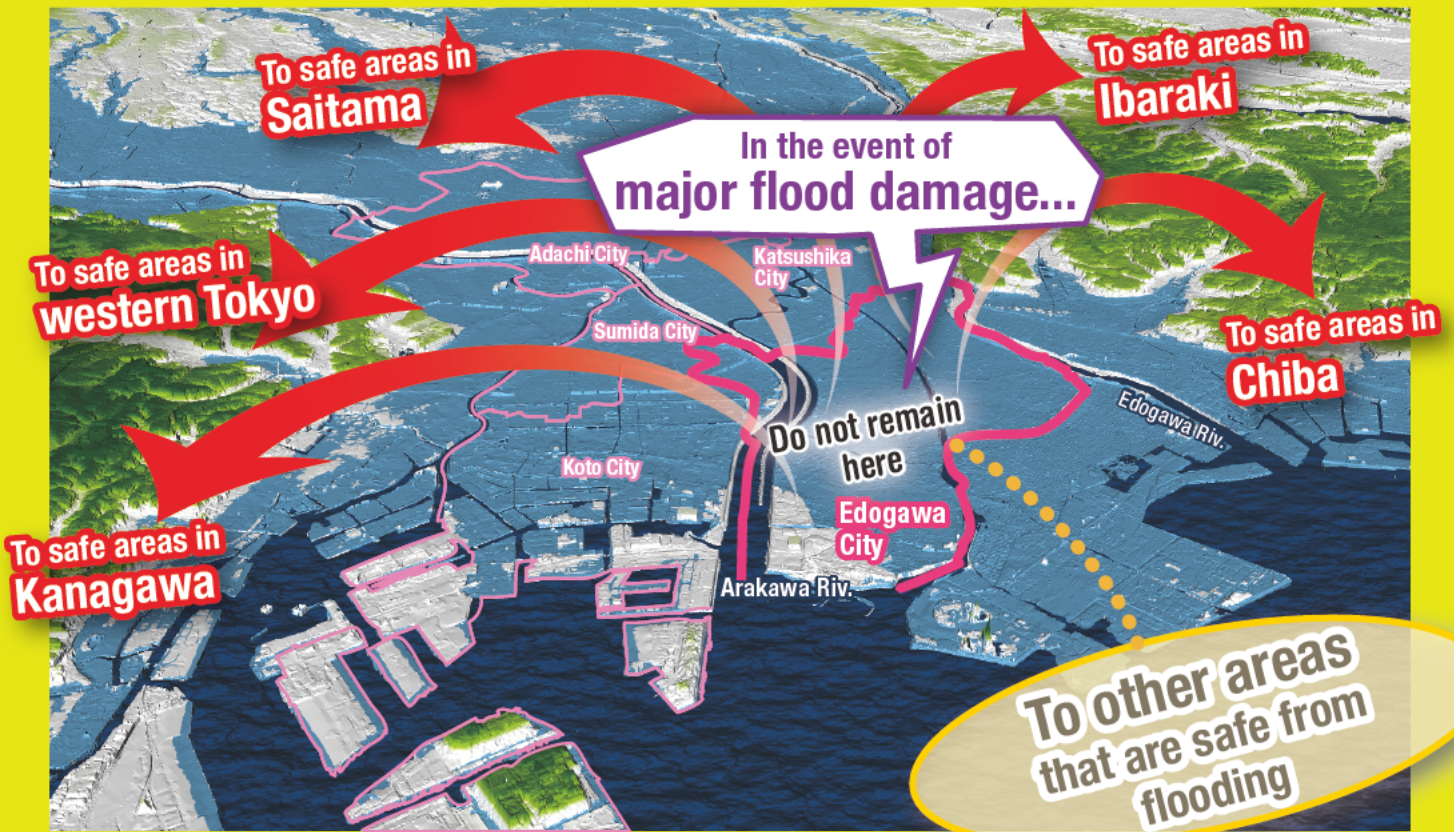 To safe areas in
Saitama
To safe areas in
Ibaraki
In the event of
major flood damage...
To safe areas in
western Tokyo
Adachi City
Katsushika
City
Sumida City
To safe areas in
Chiba
Edogawa Riv.
Do not remain
here
Koto City
Edogawa
City
To safe areas in
Kanagawa
Arakawa Riv.
To other areas
that are safe from
flooding